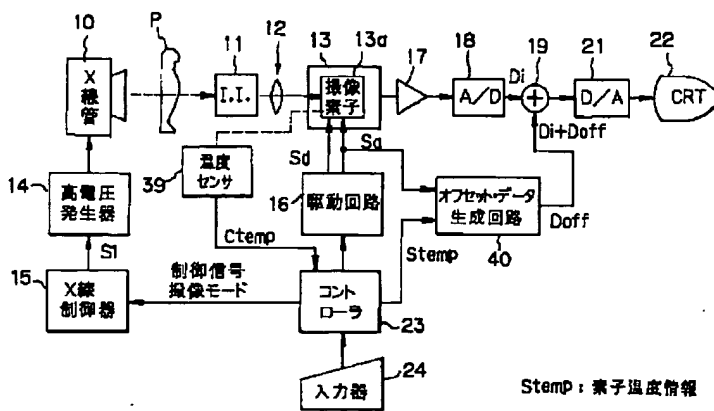 10
X線管
P
11
I.I.
12
13
13a
撮像
素子
17
18
A/D
Di
19
+
21
D/A
22
CRT
Sd
Sa
Di+Doff
39
温度
センサ
14
高電圧
発生器
16
駆動回路
オフセット・データ
生成回路
Doff
40
S1
Ctemp
Stemp
15
X線
制御器
制御信号
撮像モード
コント
ローラ
23
入力器
24
Stemp:素子温度情報